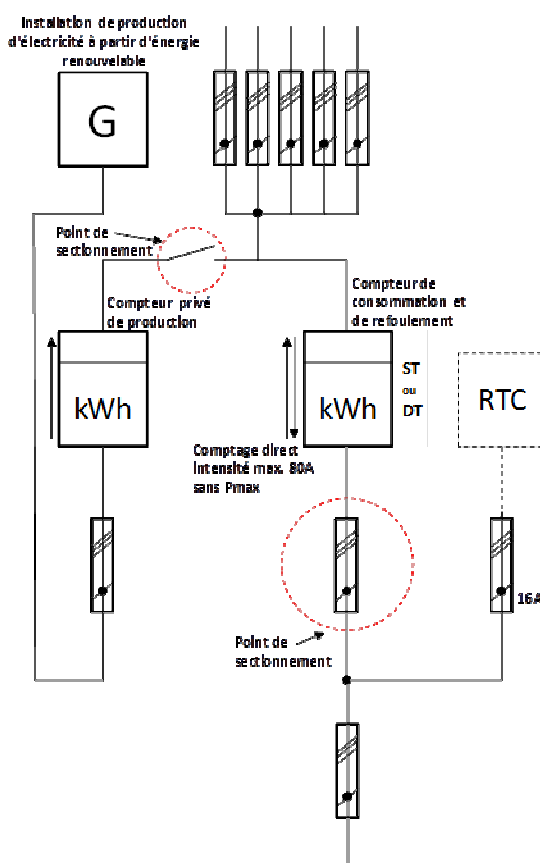 Installation de production
d'électricité à partir d'énergie
renouvelable
G
Point de
sectionnement
Compteur privé
de production
Compteur de
consommation et
de refoulement
kWh
kWh
ST
ou
DT
RTC
Comptage direct
intensité max. 80A
sans Pmax
16A
Point de
sectionnement